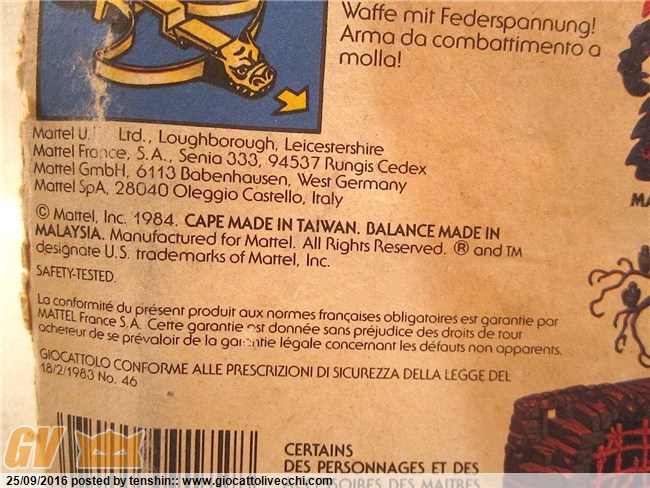 Waffe mit Federspannung!
Arma da combattimento a
molla!
Mattel U. Ltd., Loughborough, Leicestershire
Mattel France, S.A., Senia 333, 94537 Rungis Cedex
Mattel GmbH, 6113 Babenhausen, West Germany
Mattel SpA, 28040 Oleggio Castello, Italy
© Mattel, Inc. 1984. CAPE MADE IN TAIWAN. BALANCE MADE IN
MALAYSIA. Manufactured for Mattel. All Rights Reserved. ® and TM
designate U.S. trademarks of Mattel, Inc.
SAFETY-TESTED.
La conformité du présent produit aux normes françaises obligatoires est garantie par
MATTEL France S.A. Cette garantie est donnée sans préjudice des droits de tout
acheteur de se prévaloir de la garantie légale concernant les défauts non apparents.
GIOCATTOLO CONFORME ALLE PRESCRIZIONI DI SICUREZZA DELLA LEGGE DEL
18/2/1983 No. 46
MA
CERTAINS
DES PERSONNAGES ET DES
ACCESSOIRES DES MAITRES
GV
25/09/2016 posted by tenshin:: www.giocattolivecchi.com